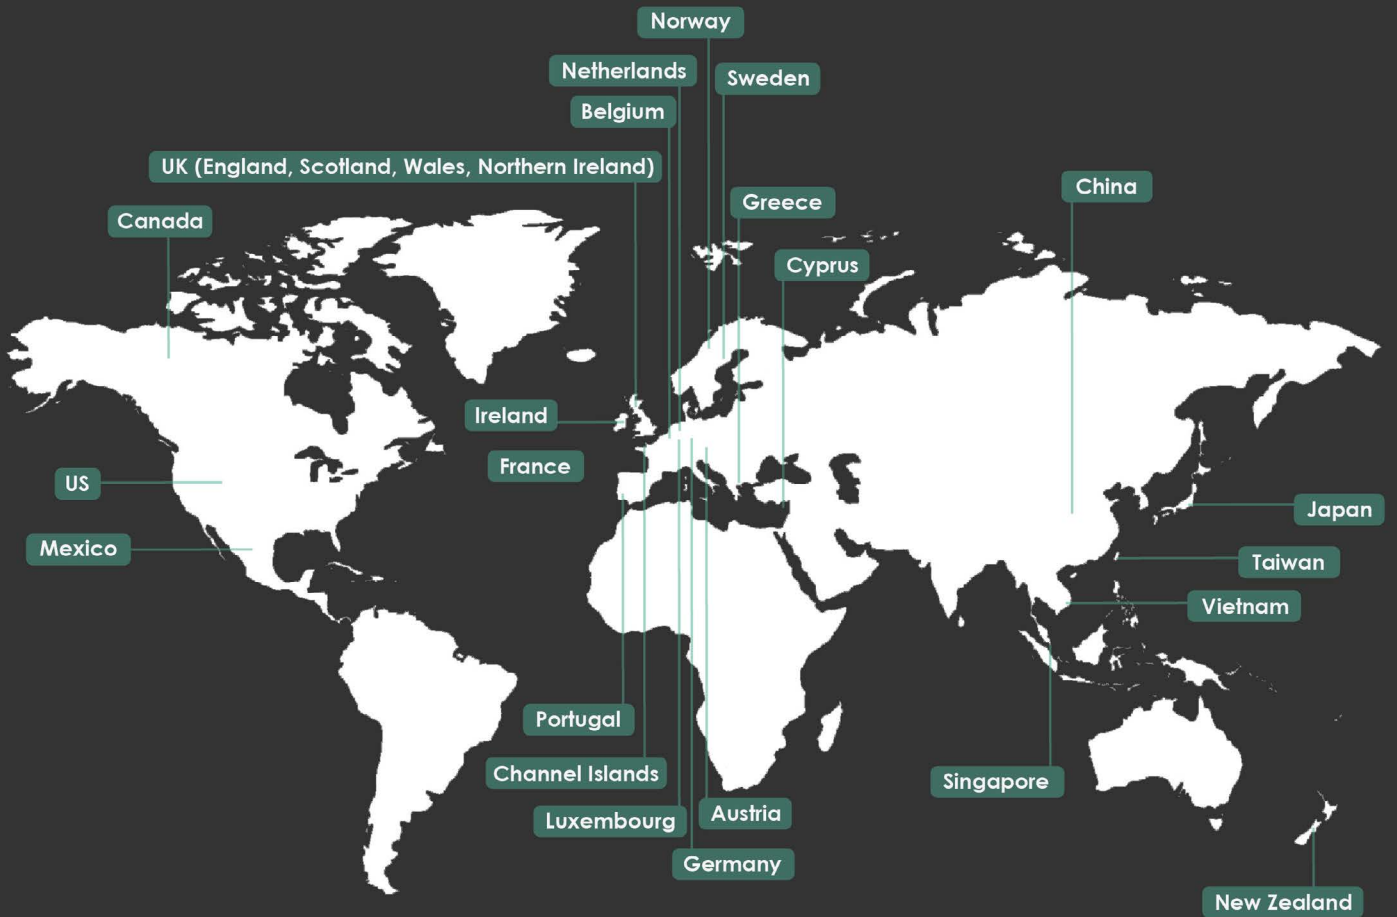 Norway
Netherlands
Sweden
Belgium
UK (England, Scotland, Wales, Northern Ireland)
China
Greece
Canada
Cyprus
Ireland
France
US
Japan
Mexico
Taiwan
Vietnam
Portugal
Channel Islands
Singapore
Luxembourg
Austria
Germany
New Zealand